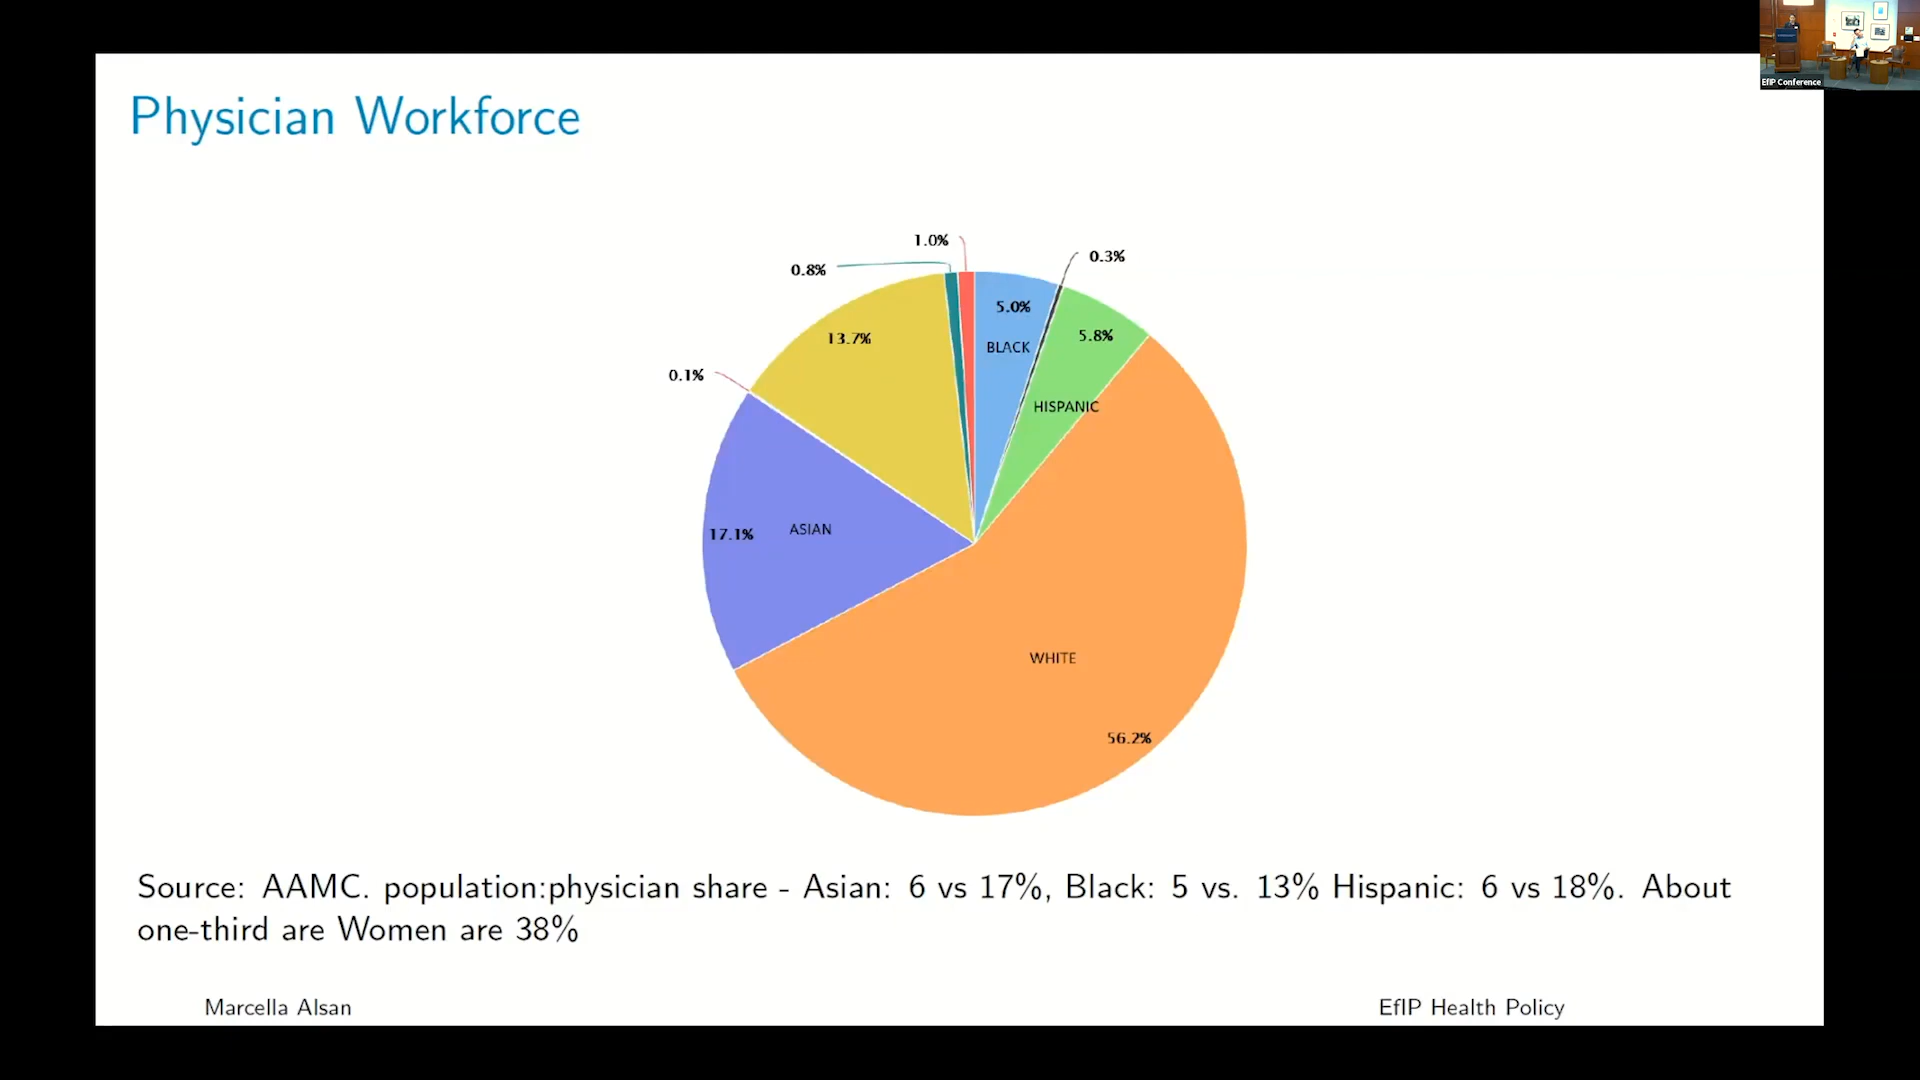 EfIP Conference
Physician Workforce
1.0%
0.3%
0.8%
5.0%
13.7%
5.8%
BLACK
0.1%
HISPANIC
17.1%
ASIAN
WHITE
56.2%
Source: AAMC. population:physician share - Asian: 6 vs 17%, Black: 5 vs. 13% Hispanic: 6 vs 18%. About
one-third are Women are 38%
Marcella Alsan
EfIP Health Policy